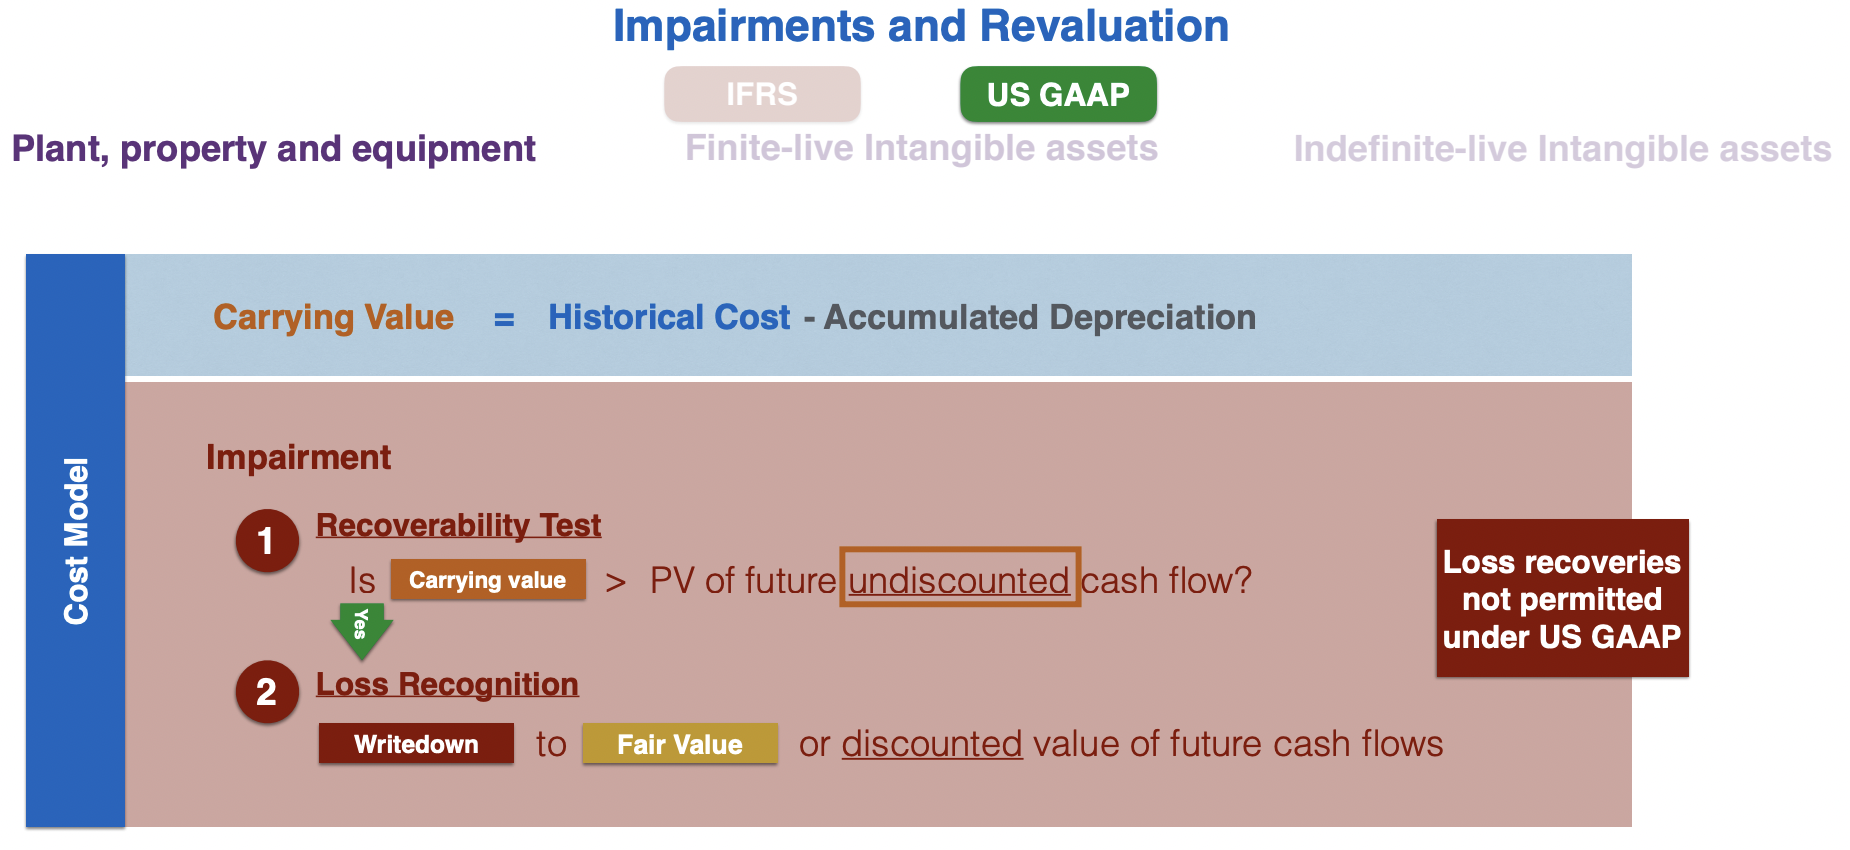 Impairments and Revaluation
IFRS
US GAAP
Plant, property and equipment
Finite-live Intangible assets
Indefinite-live Intangible assets
Cost Model
Carrying Value = Historical Cost - Accumulated Depreciation
Impairment
1 Recoverability Test
Is Carrying value > PV of future undiscounted cash flow?
Yes
2 Loss Recognition
Writedown to Fair Value or discounted value of future cash flows
Loss recoveries
not permitted
under US GAAP